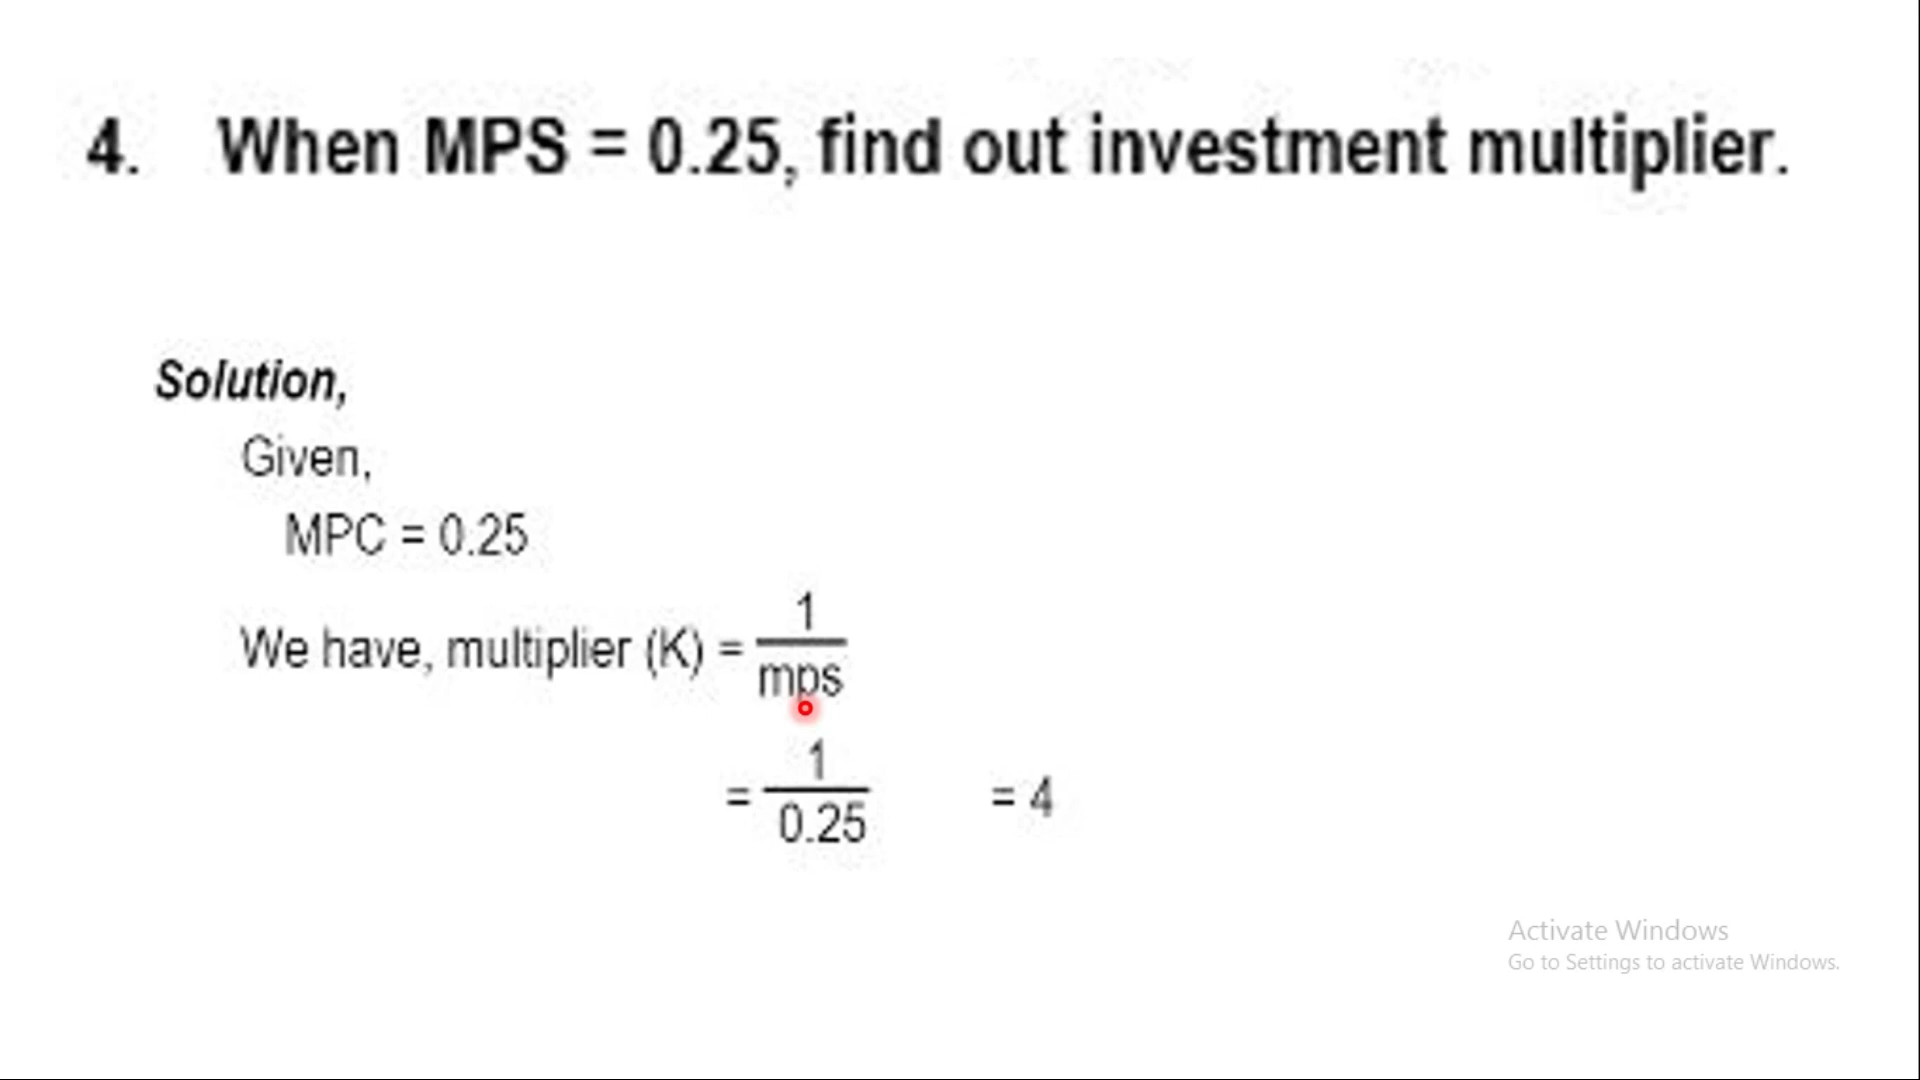 4. When MPS = 0.25, find out investment multiplier.
Solution,
Given,
MPC = 0.25
We have, multiplier (K) = 1/mps
= 1/0.25 = 4
Activate Windows
Go to Settings to activate Windows.